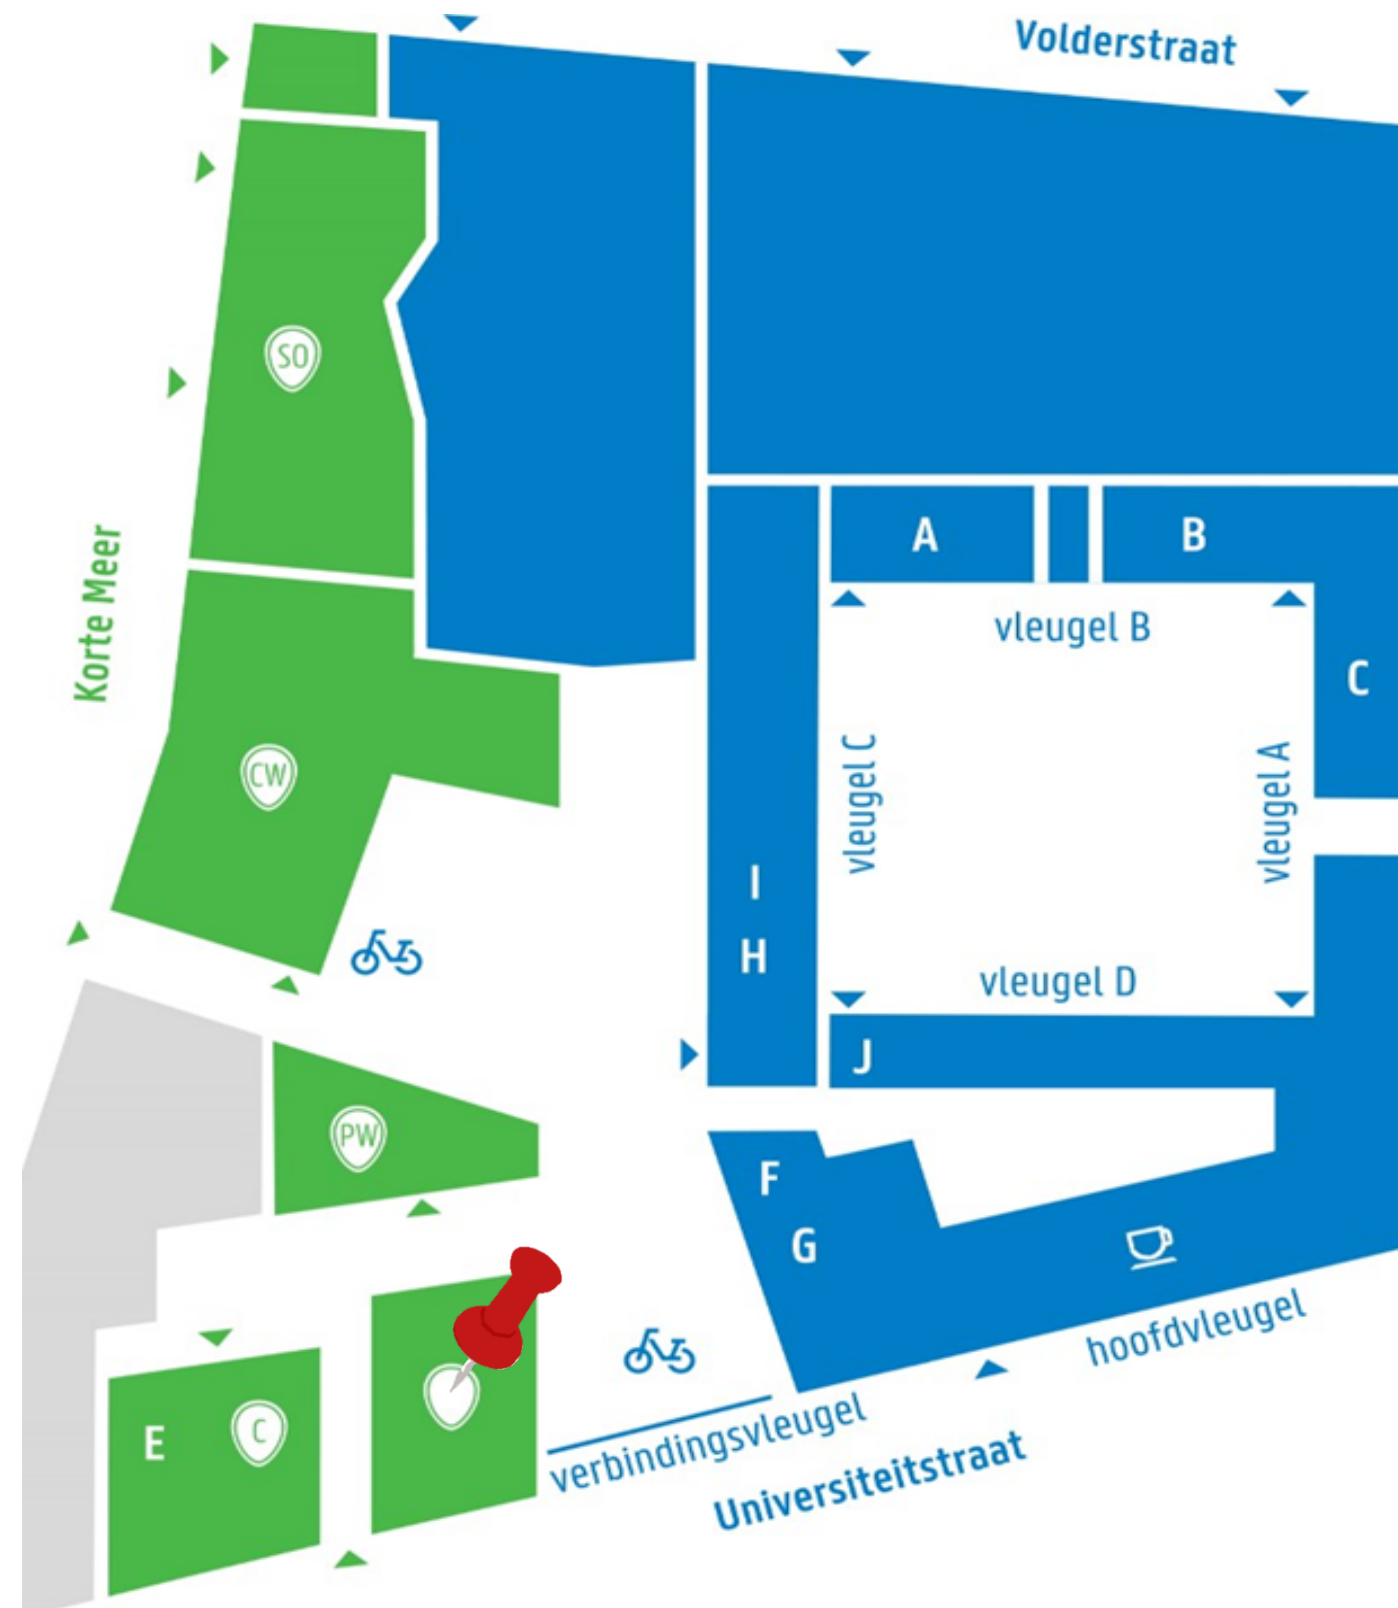 Volderstraat
SO
A
B
Korte Meer
vleugel B
C
CW
vleugel C
vleugel A
I
H
vleugel D
J
PW
F
G
hoofdvleugel
E
C
verbindingsvleugel
Universiteitstraat